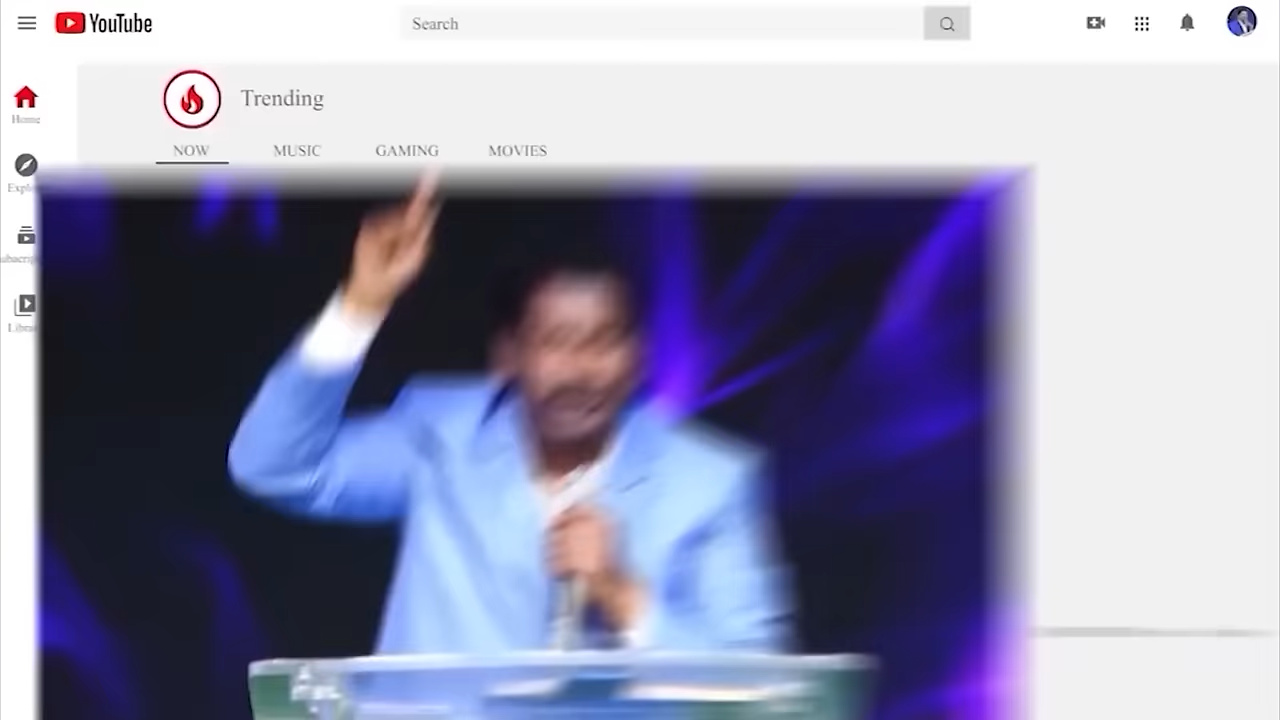 YouTube
Search
Trending
NOW
MUSIC
GAMING
MOVIES
Home